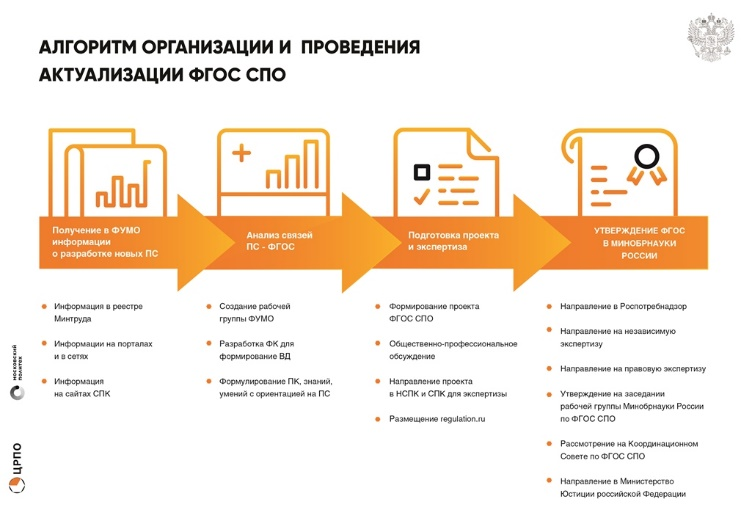 АЛГОРИТМ ОРГАНИЗАЦИИ И ПРОВЕДЕНИЯ
АКТУАЛИЗАЦИИ ФГОС СПО
Получение в ФУМО
информации
о разработке новых ПС
Информация в реестре
Минтруда
Информации на порталах
и в сетях
Информация
на сайтах СПК
Анализ связей
ПС - ФГОС
Создание рабочей
группы ФУМО
Разработка ФК для
формирование ВД
Формулирование ПК, знаний,
умений с ориентацией на ПС
Подготовка проекта
и экспертиза
Формирование проекта
ФГОС СПО
Общественно-профессиональное
обсуждение
Направление проекта
в НСПК и СПК для экспертизы
Размещение regulation.ru
УТВЕРЖДЕНИЕ ФГОС
В МИНОБРНАУКИ
РОССИИ
Направление в Роспотребнадзор
Направление на независимую
экспертизу
Направление на правовую экспертизу
Утверждение на заседании
рабочей группы Минобрнауки России
по ФГОС СПО
Рассмотрение на Координационном
Совете по ФГОС СПО
Направление в Министерство
Юстиции российской Федерации
МОСКОВСКИЙ
ПОЛИТЕХ
ЦРПО